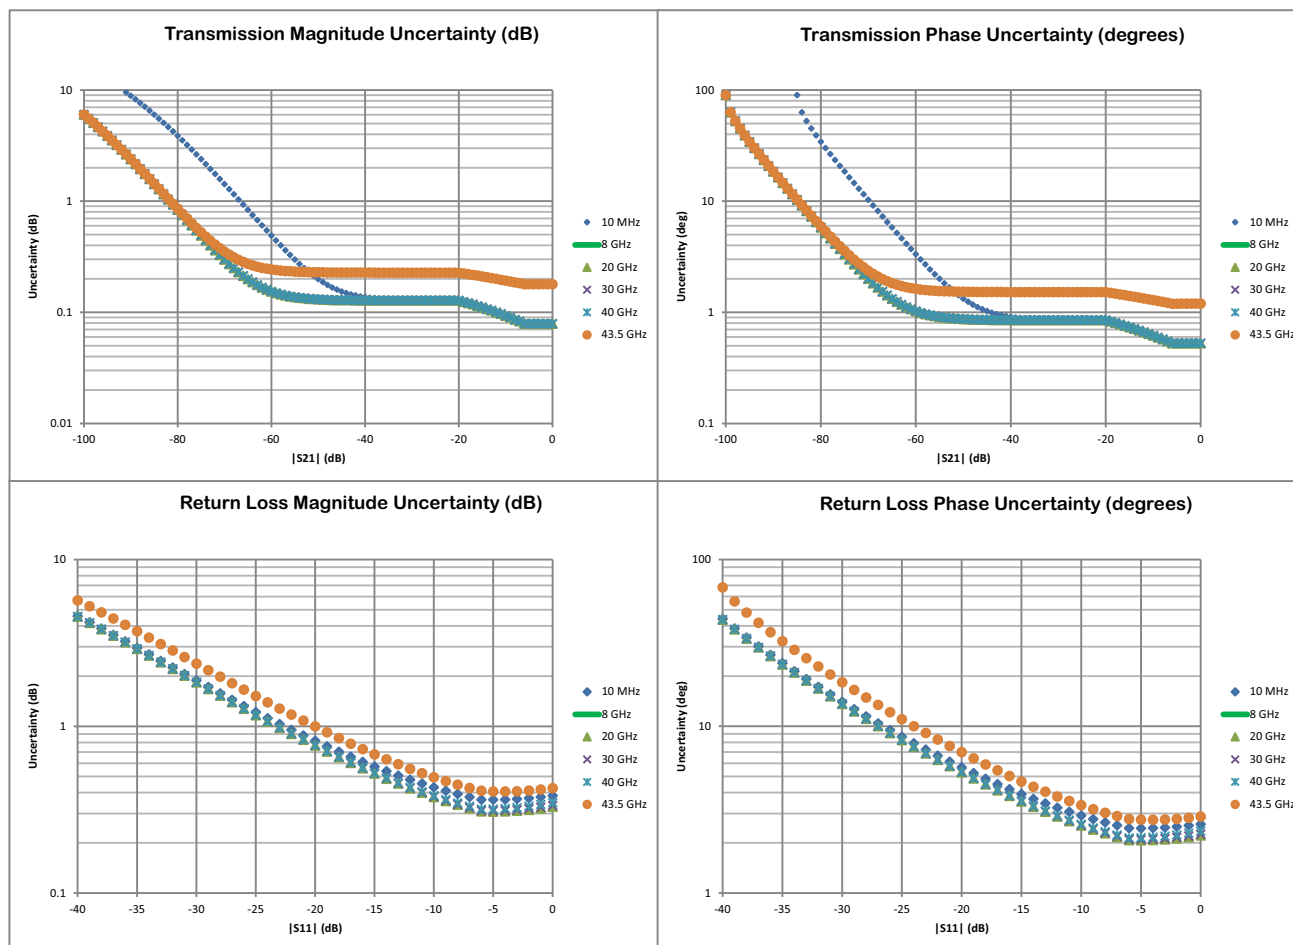 Transmission Magnitude Uncertainty (dB)
10
1
0.1
0.01
Uncertainty (dB)
-100
-80
-60
-40
-20
0
|S21| (dB)
10 MHz
8 GHz
20 GHz
30 GHz
40 GHz
43.5 GHz
Transmission Phase Uncertainty (degrees)
100
10
1
0.1
Uncertainty (deg)
-100
-80
-60
-40
-20
0
|S21| (dB)
10 MHz
8 GHz
20 GHz
30 GHz
40 GHz
43.5 GHz
Return Loss Magnitude Uncertainty (dB)
10
1
0.1
Uncertainty (dB)
-40
-35
-30
-25
-20
-15
-10
-5
0
|S11| (dB)
10 MHz
8 GHz
20 GHz
30 GHz
40 GHz
43.5 GHz
Return Loss Phase Uncertainty (degrees)
100
10
1
Uncertainty (deg)
-40
-35
-30
-25
-20
-15
-10
-5
0
|S11| (dB)
10 MHz
8 GHz
20 GHz
30 GHz
40 GHz
43.5 GHz